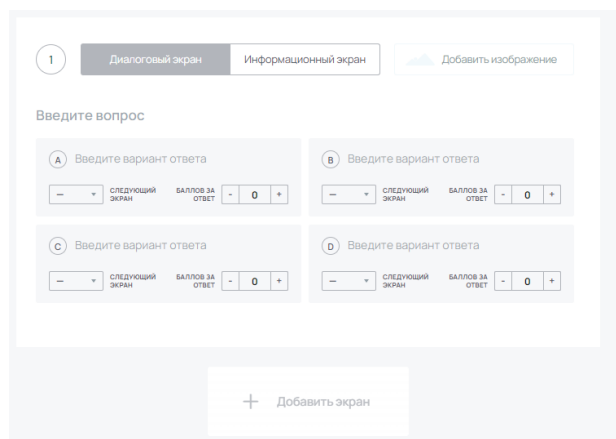 1 Диалоговый экран Информационный экран Добавить изображение
Введите вопрос
A Введите вариант ответа
— СЛЕДУЮЩИЙ ЭКРАН БАЛЛОВ ЗА ОТВЕТ - 0 +
B Введите вариант ответа
— СЛЕДУЮЩИЙ ЭКРАН БАЛЛОВ ЗА ОТВЕТ - 0 +
C Введите вариант ответа
— СЛЕДУЮЩИЙ ЭКРАН БАЛЛОВ ЗА ОТВЕТ - 0 +
D Введите вариант ответа
— СЛЕДУЮЩИЙ ЭКРАН БАЛЛОВ ЗА ОТВЕТ - 0 +
+ Добавить экран